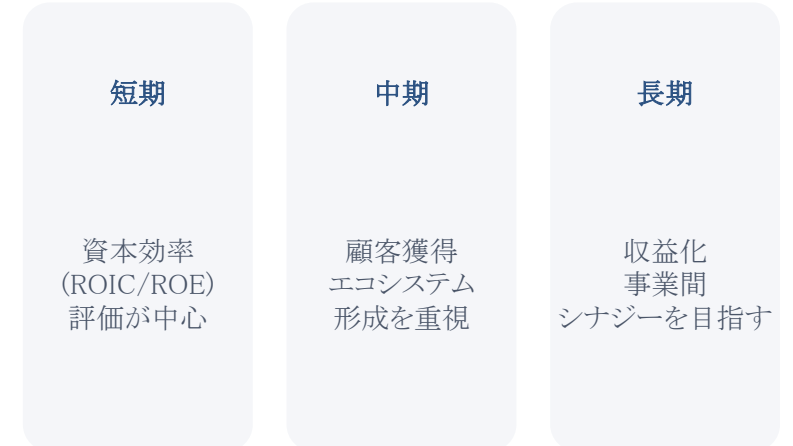 短期
資本効率
(ROIC/ROE)
評価が中心
中期
顧客獲得
エコシステム
形成を重視
長期
収益化
事業間
シナジーを目指す